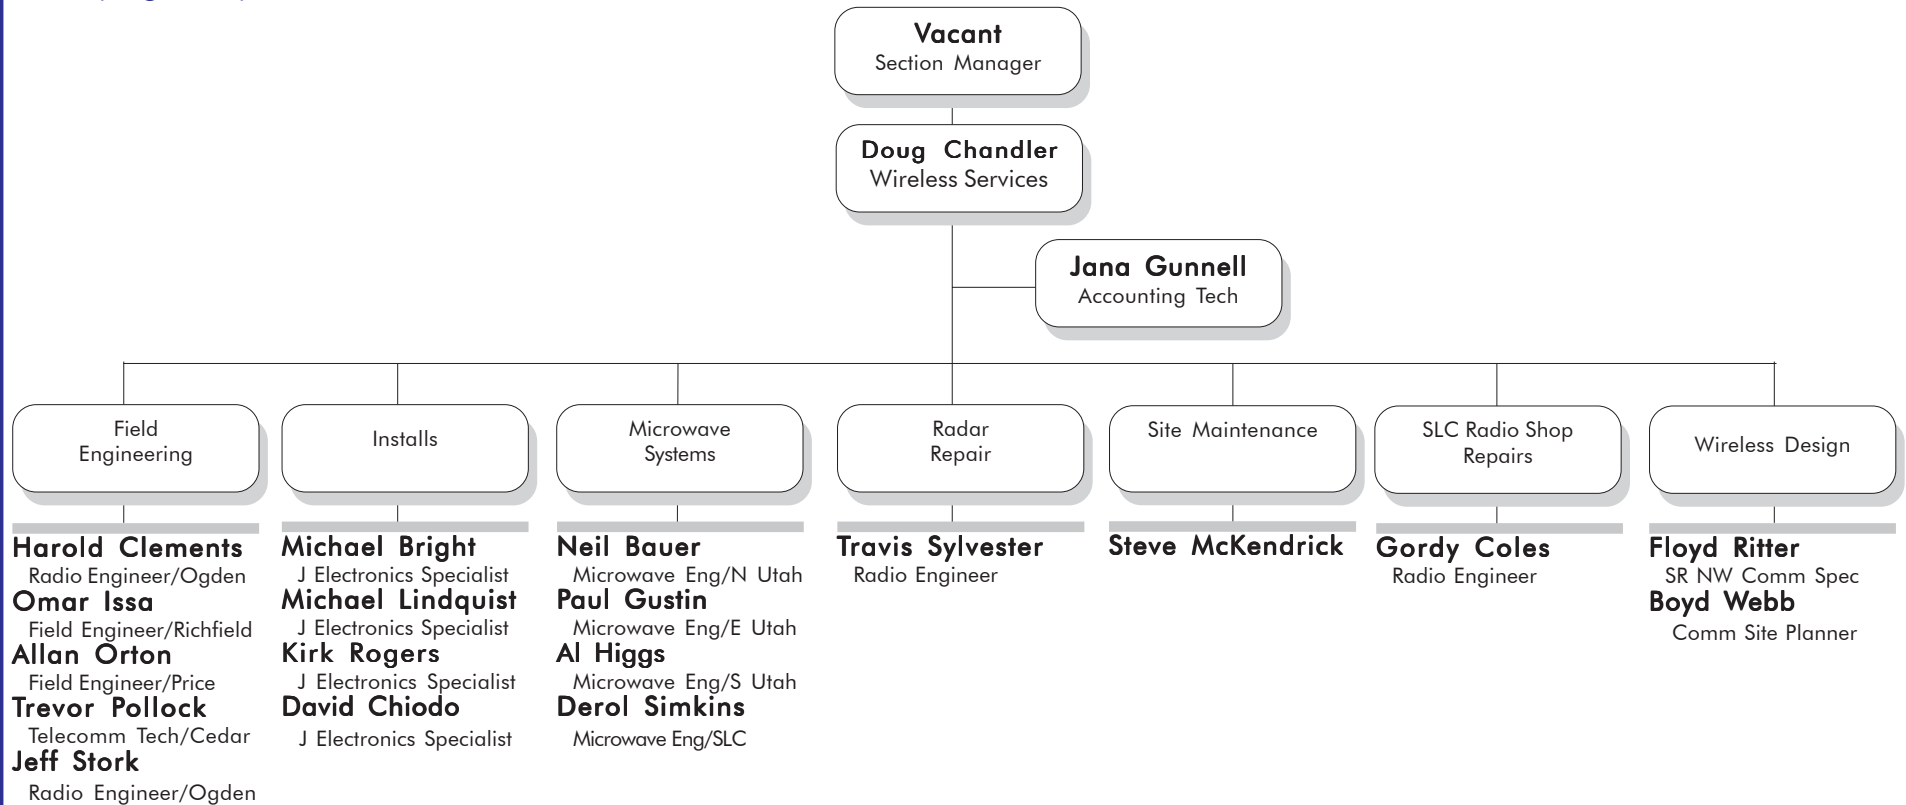 Vacant
Section Manager
Doug Chandler
Wireless Services
Jana Gunnell
Accounting Tech
Field
Engineering
Installs
Microwave
Systems
Radar
Repair
Site Maintenance
SLC Radio Shop
Repairs
Wireless Design
Harold Clements
Radio Engineer/Ogden
Omar Issa
Field Engineer/Richfield
Allan Orton
Field Engineer/Price
Trevor Pollock
Telecomm Tech/Cedar
Jeff Stork
Radio Engineer/Ogden
Michael Bright
J Electronics Specialist
Michael Lindquist
J Electronics Specialist
Kirk Rogers
J Electronics Specialist
David Chiodo
J Electronics Specialist
Neil Bauer
Microwave Eng/N Utah
Paul Gustin
Microwave Eng/E Utah
Al Higgs
Microwave Eng/S Utah
Derol Simkins
Microwave Eng/SLC
Travis Sylvester
Radio Engineer
Steve McKendrick
Gordy Coles
Radio Engineer
Floyd Ritter
SR NW Comm Spec
Boyd Webb
Comm Site Planner